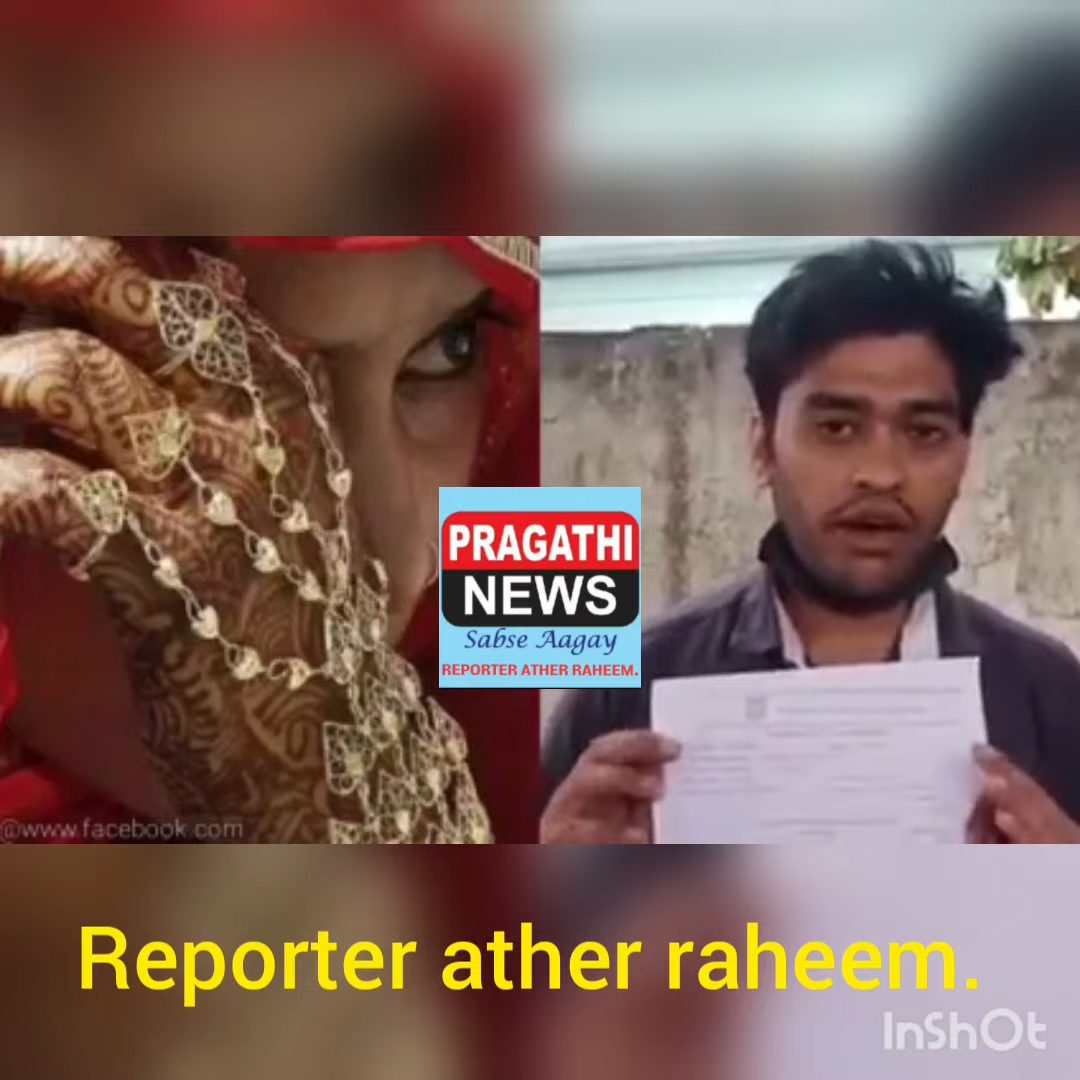 PRAGATHI
NEWS
Sabse Aagay
REPORTER ATHER RAHEEM.
@www.facebook.com
Reporter ather raheem.
InShOt